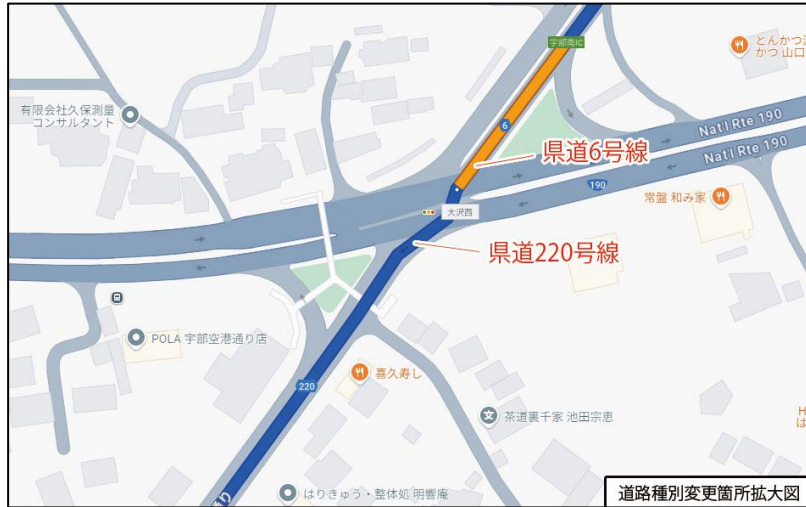 宇部南IC
とんかつ
かつ 山口
有限会社久保測量
コンサルタント
6
Nat'l Rte 190
県道6号線
Nat'l Rte 190
190
常盤 和み家
大沢西
県道220号線
POLA 宇部空港通り店
喜久寿し
220
茶道裏千家 池田宗恵
H
は
り
はりきゅう・整体処 明響庵
道路種別変更箇所拡大図